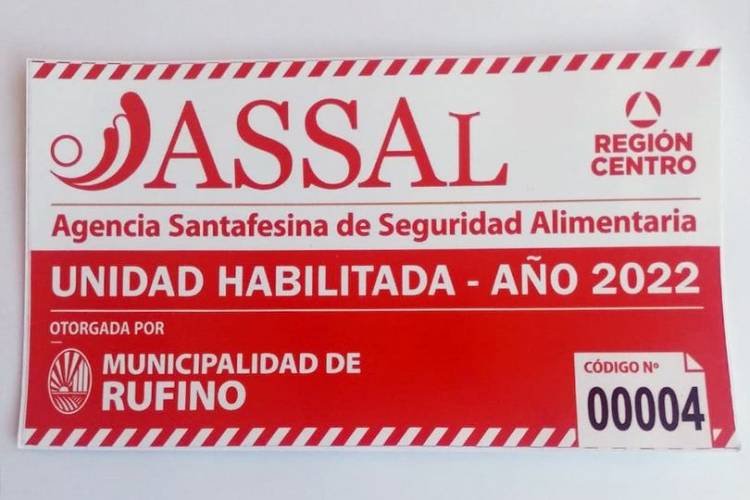 ASSAL
REGIÓN
CENTRO
Agencia Santafesina de Seguridad Alimentaria
UNIDAD HABILITADA - AÑO 2022
OTORGADA POR
MUNICIPALIDAD DE
RUFINO
CÓDIGO Nº
00004